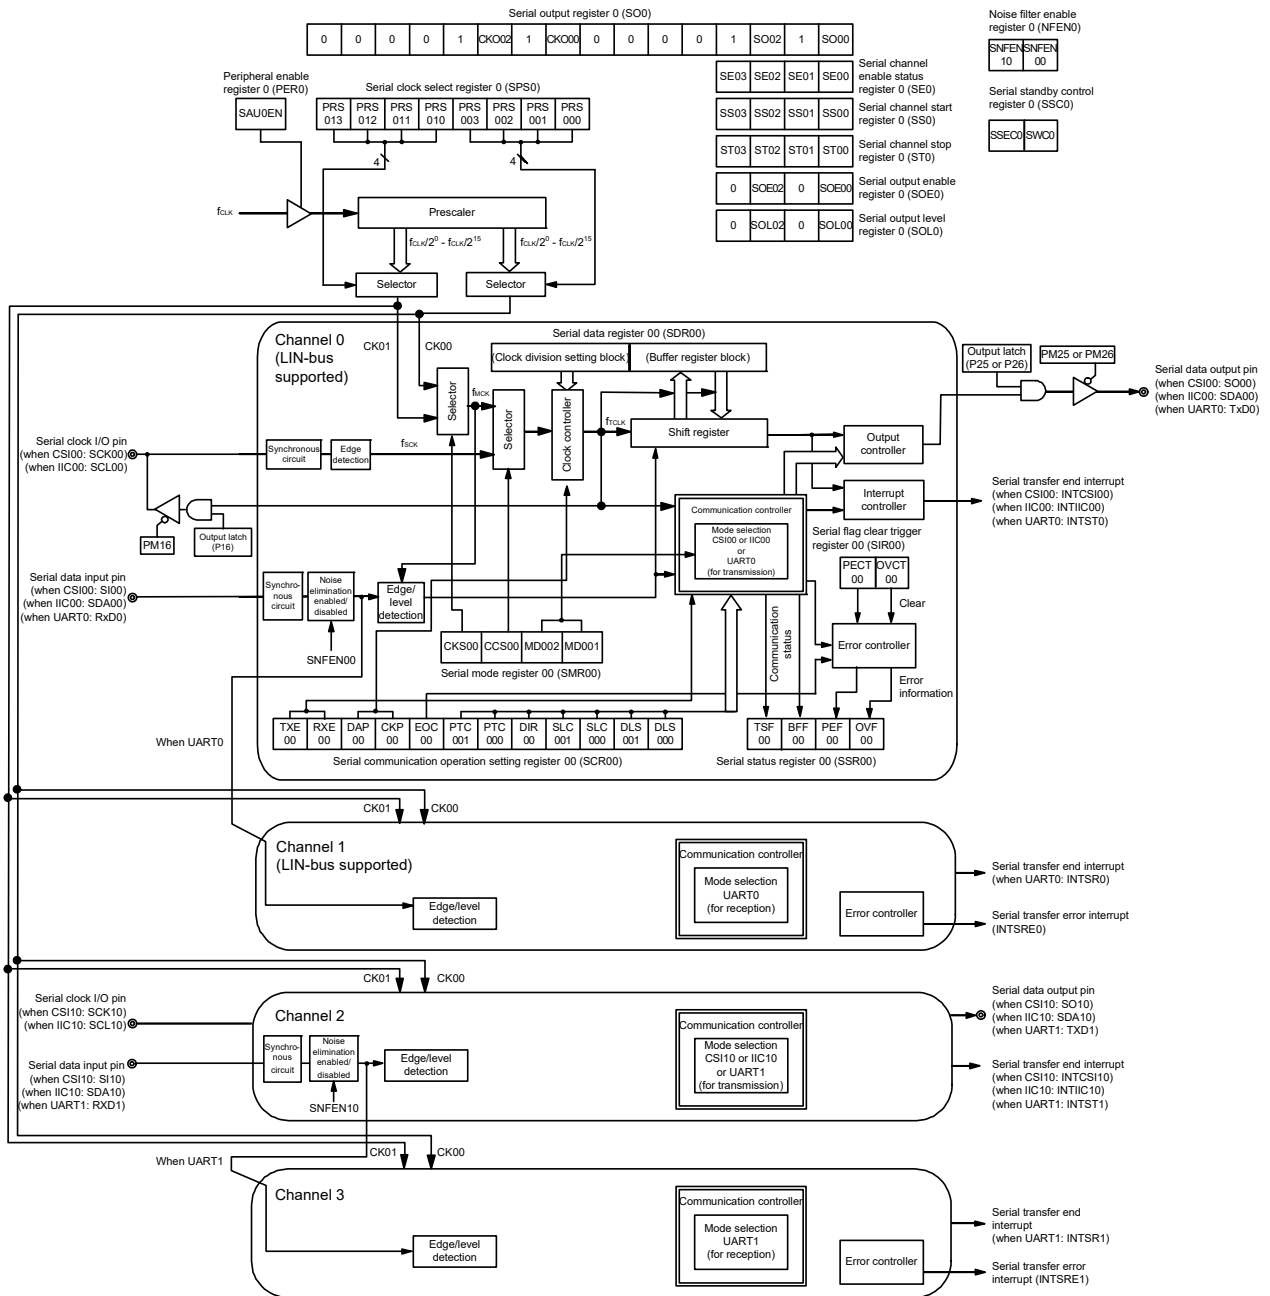 Serial output register 0 (SO0)
0 0 0 0 1 CKO02 1 CKO00 0 0 0 0 1 SO02 1 SO00
Noise filter enable
register 0 (NFEN0)
SNFEN
10
SNFEN
00
Peripheral enable
register 0 (PER0)
SAU0EN
Serial clock select register 0 (SPS0)
PRS
013
PRS
012
PRS
011
PRS
010
PRS
003
PRS
002
PRS
001
PRS
000
4
4
SE03 SE02 SE01 SE00
Serial channel
enable status
register 0 (SE0)
SS03 SS02 SS01 SS00
Serial channel start
register 0 (SS0)
ST03 ST02 ST01 ST00
Serial channel stop
register 0 (ST0)
0 SOE02 0 SOE00
Serial output enable
register 0 (SOE0)
0 SOL02 0 SOL00
Serial output level
register 0 (SOL0)
Serial standby control
register 0 (SSC0)
SSEC0 SWC0
fCLK
Prescaler
fCLK/2⁰ - fCLK/2¹⁵
fCLK/2⁰ - fCLK/2¹⁵
Selector
Selector
Channel 0
(LIN-bus
supported)
CK01
CK00
Serial data register 00 (SDR00)
(Clock division setting block)
(Buffer register block)
Selector
fMCK
Selector
Clock controller
fTCLK
Shift register
fSCK
Output latch
(P25 or P26)
PM25 or PM26
Serial data output pin
(when CSI00: SO00)
(when IIC00: SDA00)
(when UART0: TxD0)
Output
controller
Serial clock I/O pin
(when CSI00: SCK00)
(when IIC00: SCL00)
Synchronous
circuit
Edge
detection
Interrupt
controller
Serial transfer end interrupt
(when CSI00: INTCSI00)
(when IIC00: INTIIC00)
(when UART0: INTST0)
PM16
Output latch
(P16)
Communication controller
Mode selection
CSI00 or IIC00
or
UART0
(for transmission)
Serial flag clear trigger
register 00 (SIR00)
PECT
00
OVCT
00
Clear
Serial data input pin
(when CSI00: SI00)
(when IIC00: SDA00)
(when UART0: RxD0)
Synchro-
nous
circuit
Noise
elimination
enabled/
disabled
Edge/
level
detection
SNFEN00
CKS00 CCS00 MD002 MD001
Serial mode register 00 (SMR00)
Communication
status
Error controller
Error
information
TXE
00
RXE
00
DAP
00
CKP
00
EOC
00
PTC
001
PTC
000
DIR
00
SLC
001
SLC
000
DLS
001
DLS
000
Serial communication operation setting register 00 (SCR00)
TSF
00
BFF
00
PEF
00
OVF
00
Serial status register 00 (SSR00)
When UART0
CK01
CK00
Channel 1
(LIN-bus supported)
Communication controller
Mode selection
UART0
(for reception)
Edge/level
detection
Error controller
Serial transfer end interrupt
(when UART0: INTSR0)
Serial transfer error interrupt
(INTSRE0)
CK01
CK00
Serial clock I/O pin
(when CSI10: SCK10)
(when IIC10: SCL10)
Channel 2
Serial data input pin
(when CSI10: SI10)
(when IIC10: SDA10)
(when UART1: RXD1)
Synchro-
nous
circuit
Noise
elimination
enabled/
disabled
Edge/level
detection
SNFEN10
Communication controller
Mode selection
CSI10 or IIC10
or UART1
(for transmission)
Serial data output pin
(when CSI10: SO10)
(when IIC10: SDA10)
(when UART1: TXD1)
Serial transfer end interrupt
(when CSI10: INTCSI10)
(when IIC10: INTIIC10)
(when UART1: INTST1)
When UART1
CK01
CK00
Channel 3
Communication controller
Mode selection
UART1
(for reception)
Edge/level
detection
Error controller
Serial transfer end
interrupt
(when UART1: INTSR1)
Serial transfer error
interrupt (INTSRE1)